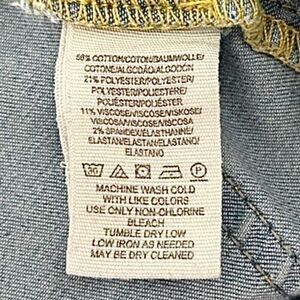 66% COTTON/COTON/BAUMWOLLE/
COTONE/ALGODÃO/ALGODÓN
21% POLYESTER/POLYESTER/
POLYESTER/POLIESTERE/
POLIÉSTER/POLIÉSTER
11% VISCOSE/VISCOSE/VISKOSE/
VISCOSA/VISCOSE/VISCOSA
2% SPANDEX/ELASTHANNE/
ELASTAN/ELASTAN/ELASTANO/
ELASTANO
MACHINE WASH COLD
WITH LIKE COLORS
USE ONLY NON-CHLORINE
BLEACH
TUMBLE DRY LOW
LOW IRON AS NEEDED
MAY BE DRY CLEANED